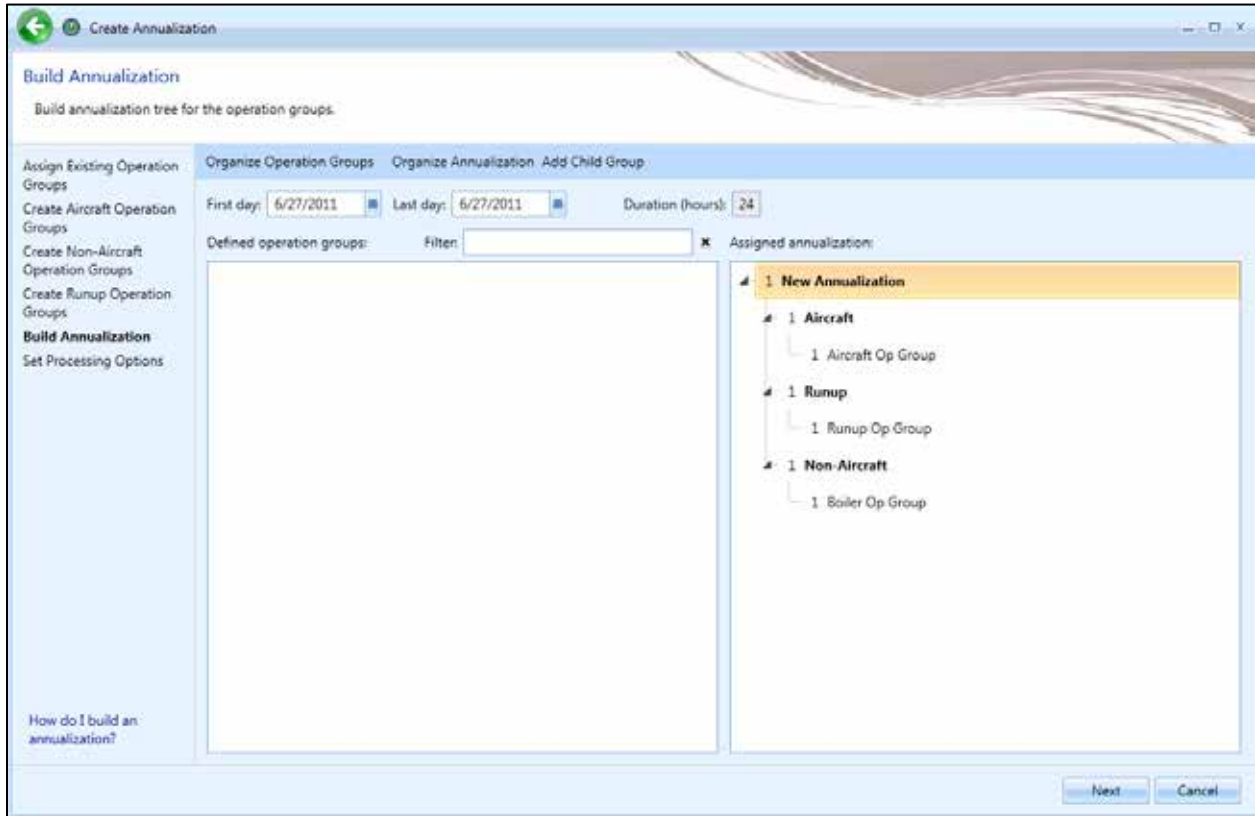 Create Annualization
Build Annualization
Build annualization tree for the operation groups.
Assign Existing Operation
Groups
Create Aircraft Operation
Groups
Create Non-Aircraft
Operation Groups
Create Runup Operation
Groups
Build Annualization
Set Processing Options
How do I build an
annualization?
Organize Operation Groups Organize Annualization Add Child Group
First day: 6/27/2011 Last day: 6/27/2011 Duration (hours): 24
Defined operation groups: Filter: Assigned annualization:
1 New Annualization
1 Aircraft
1 Aircraft Op Group
1 Runup
1 Runup Op Group
1 Non-Aircraft
1 Boiler Op Group
Next Cancel